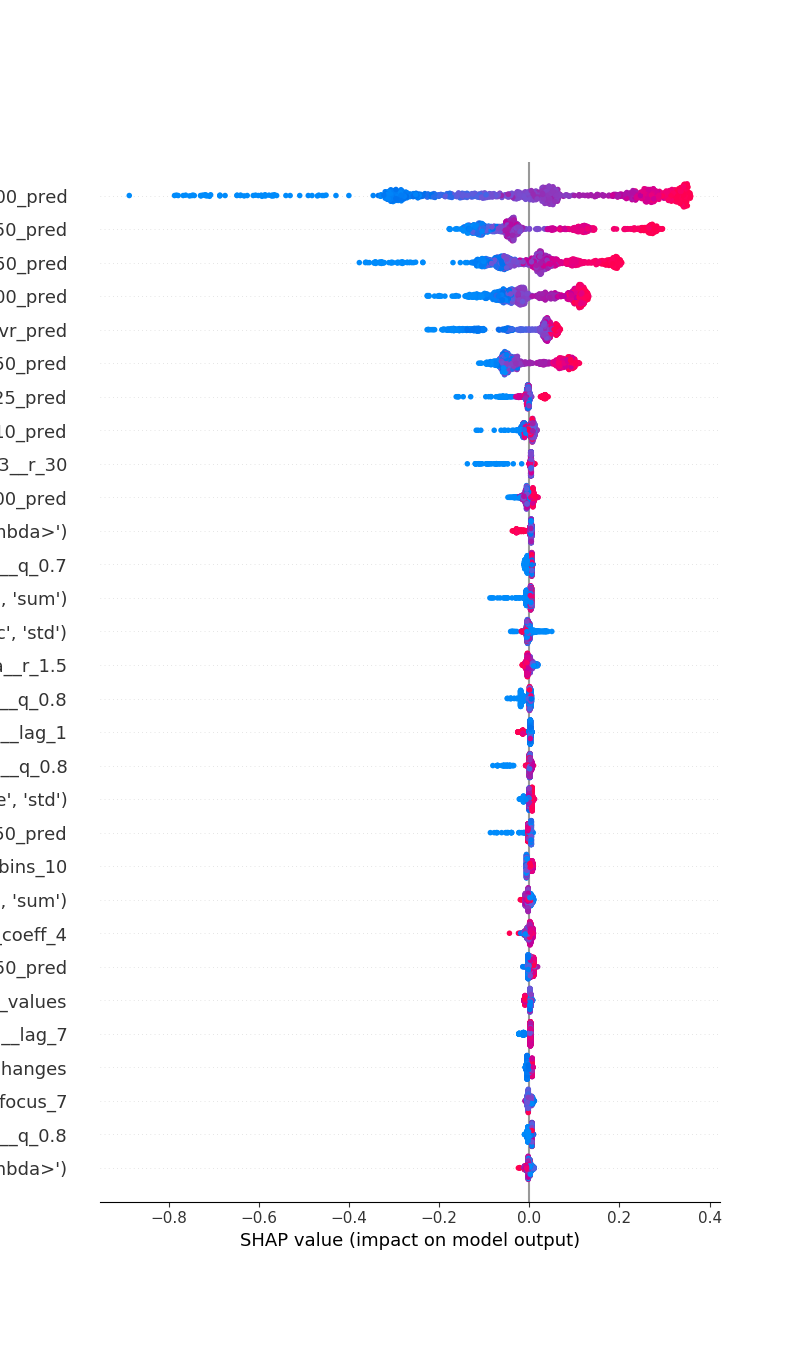 00_pred
50_pred
50_pred
00_pred
vr_pred
50_pred
25_pred
10_pred
3__r_30
00_pred
nbda>')
__q_0.7
, 'sum')
c', 'std')
a__r_1.5
__q_0.8
__lag_1
__q_0.8
e', 'std')
50_pred
bins_10
, 'sum')
_coeff_4
50_pred
_values
__lag_7
hanges
focus_7
__q_0.8
nbda>')
−0.8 −0.6 −0.4 −0.2 0.0 0.2 0.4
SHAP value (impact on model output)